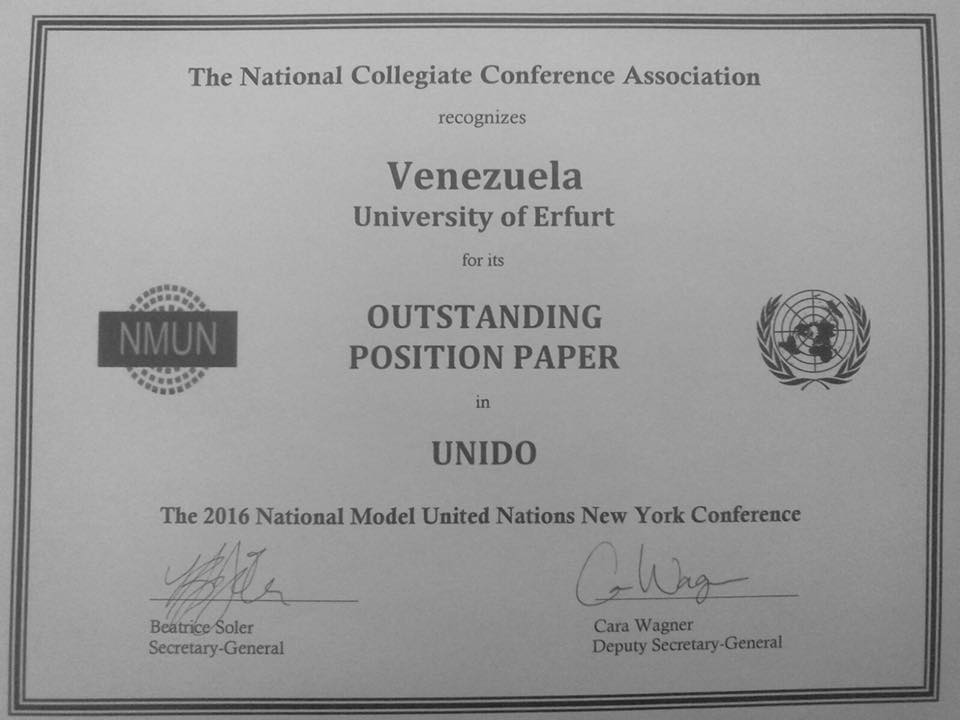 The National Collegiate Conference Association
recognizes
Venezuela
University of Erfurt
for its
OUTSTANDING
POSITION PAPER
NMUN
in
UNIDO
The 2016 National Model United Nations New York Conference
Beatrice Soler
Secretary-General
Cara Wagner
Deputy Secretary-General